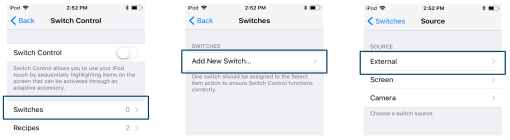 iPod 2:52 PM
Back Switch Control
Switch Control
Switch Control allows you to use your iPod
touch by sequentially highlighting items on the
screen that can be activated through an
adaptive accessory.
Switches 0
Recipes 2
iPod 2:52 PM
Back Switches
SWITCHES
Add New Switch...
One switch should be assigned to the Select
Item action to ensure Switch Control functions
correctly.
iPod 2:52 PM
Switches Source
SOURCE
External
Screen
Camera
Choose a switch source.